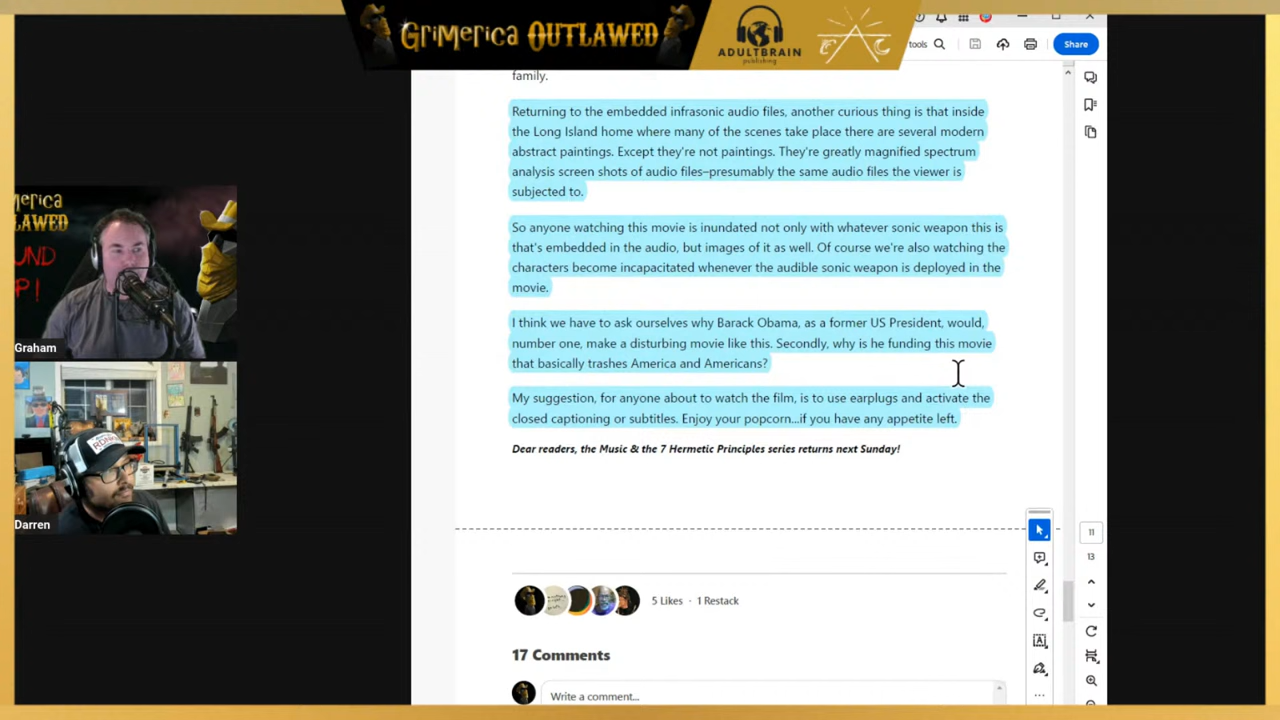 GRIMERICA OUTLAWED
ADULTBRAIN
PUBLISHING
tools
Share
family.
Returning to the embedded infrasonic audio files, another curious thing is that inside
the Long Island home where many of the scenes take place there are several modern
abstract paintings. Except they're not paintings. They're greatly magnified spectrum
analysis screen shots of audio files–presumably the same audio files the viewer is
subjected to.
So anyone watching this movie is inundated not only with whatever sonic weapon this is
that's embedded in the audio, but images of it as well. Of course we're also watching the
characters become incapacitated whenever the audible sonic weapon is deployed in the
movie.
I think we have to ask ourselves why Barack Obama, as a former US President, would,
number one, make a disturbing movie like this. Secondly, why is he funding this movie
that basically trashes America and Americans?
My suggestion, for anyone about to watch the film, is to use earplugs and activate the
closed captioning or subtitles. Enjoy your popcorn...if you have any appetite left.
Dear readers, the Music & the 7 Hermetic Principles series returns next Sunday!
5 Likes · 1 Restack
17 Comments
Write a comment...
11
13
Graham
Darren